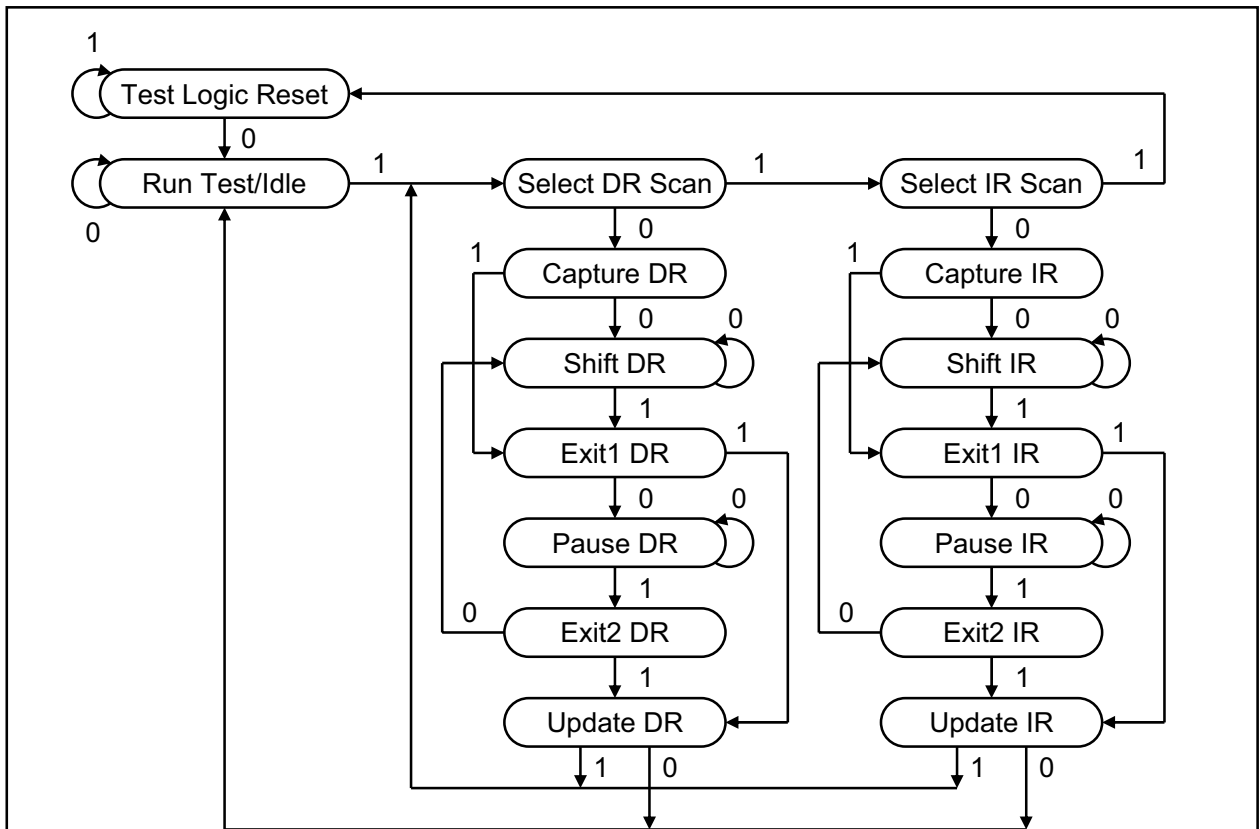 1
Test Logic Reset
0
Run Test/Idle
1
Select DR Scan
1
Select IR Scan
1
0
0
0
1
Capture DR
1
Capture IR
0
0
0
0
Shift DR
Shift IR
1
1
Exit1 DR
1
Exit1 IR
1
0
0
0
0
Pause DR
Pause IR
1
1
0
Exit2 DR
0
Exit2 IR
1
1
Update DR
Update IR
1
0
1
0